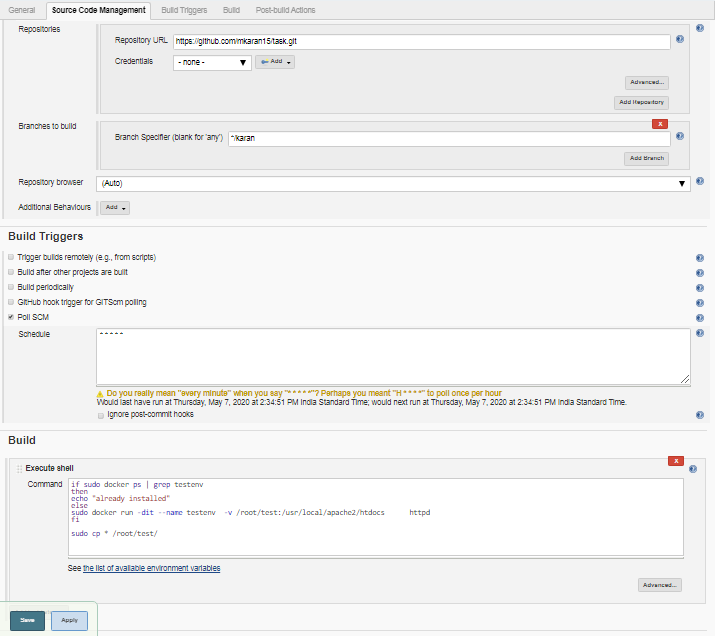 General Source Code Management Build Triggers Build Post-build Actions
Repositories
Repository URL https://github.com/mkaran15/task.git
Credentials - none - Add
Advanced...
Add Repository
Branches to build
X
Branch Specifier (blank for 'any') */karan
Add Branch
Repository browser (Auto)
Additional Behaviours Add
Build Triggers
Trigger builds remotely (e.g., from scripts)
Build after other projects are built
Build periodically
GitHub hook trigger for GITScm polling
Poll SCM
Schedule * * * * *
Do you really mean "every minute" when you say "* * * * *"? Perhaps you meant "H * * * *" to poll once per hour
Would last have run at Thursday, May 7, 2020 at 2:34:51 PM India Standard Time; would next run at Thursday, May 7, 2020 at 2:34:51 PM India Standard Time.
Ignore post-commit hooks
Build
X
Execute shell
Command if sudo docker ps | grep testenv
then
echo "already installed"
else
sudo docker run -dit --name testenv -v /root/test:/usr/local/apache2/htdocs httpd
fi
sudo cp * /root/test/
See the list of available environment variables
Advanced...
Save Apply